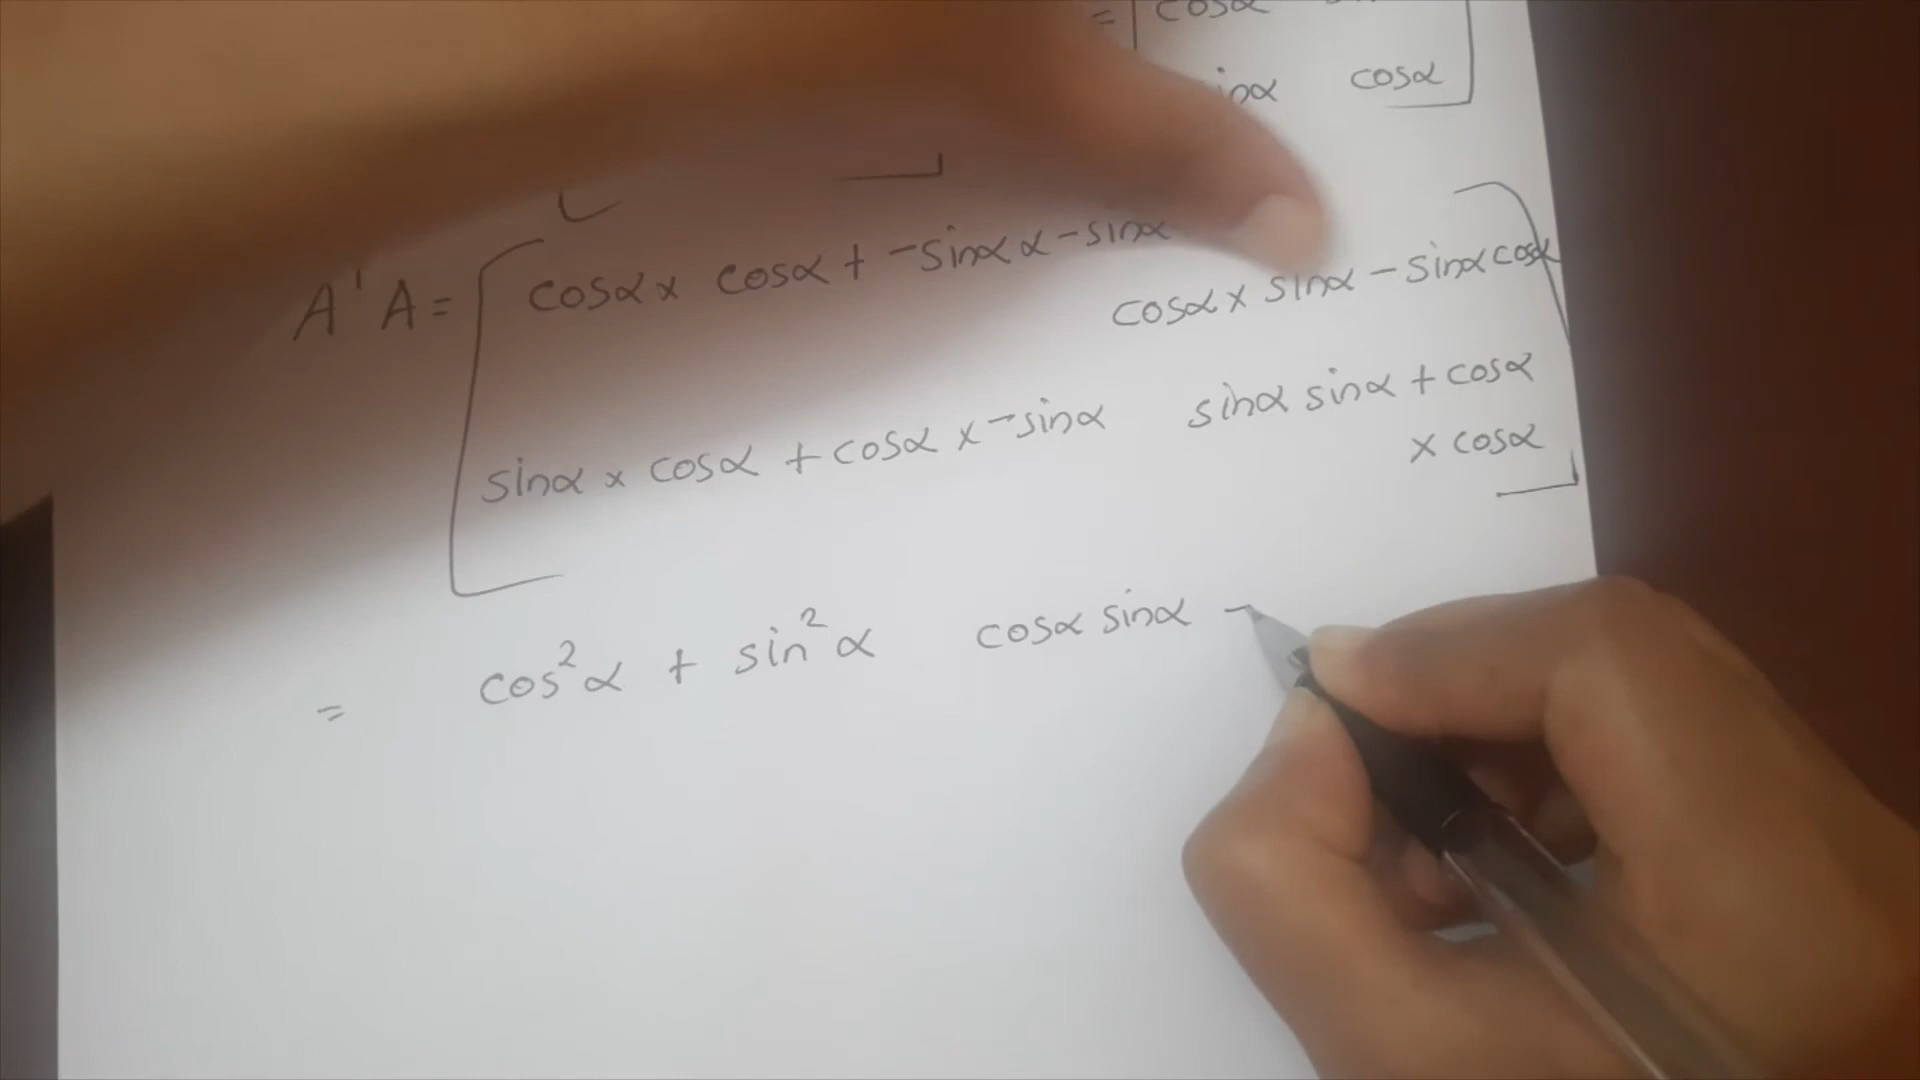 = cosα
cosα
A'A = cosα x cosα + -sinα α -sinα
cosα x sinα - sinα cosα
sinα x cosα + cosα x -sinα sinα sinα + cosα
x cosα
= cos²α + sin²α cosα sinα -